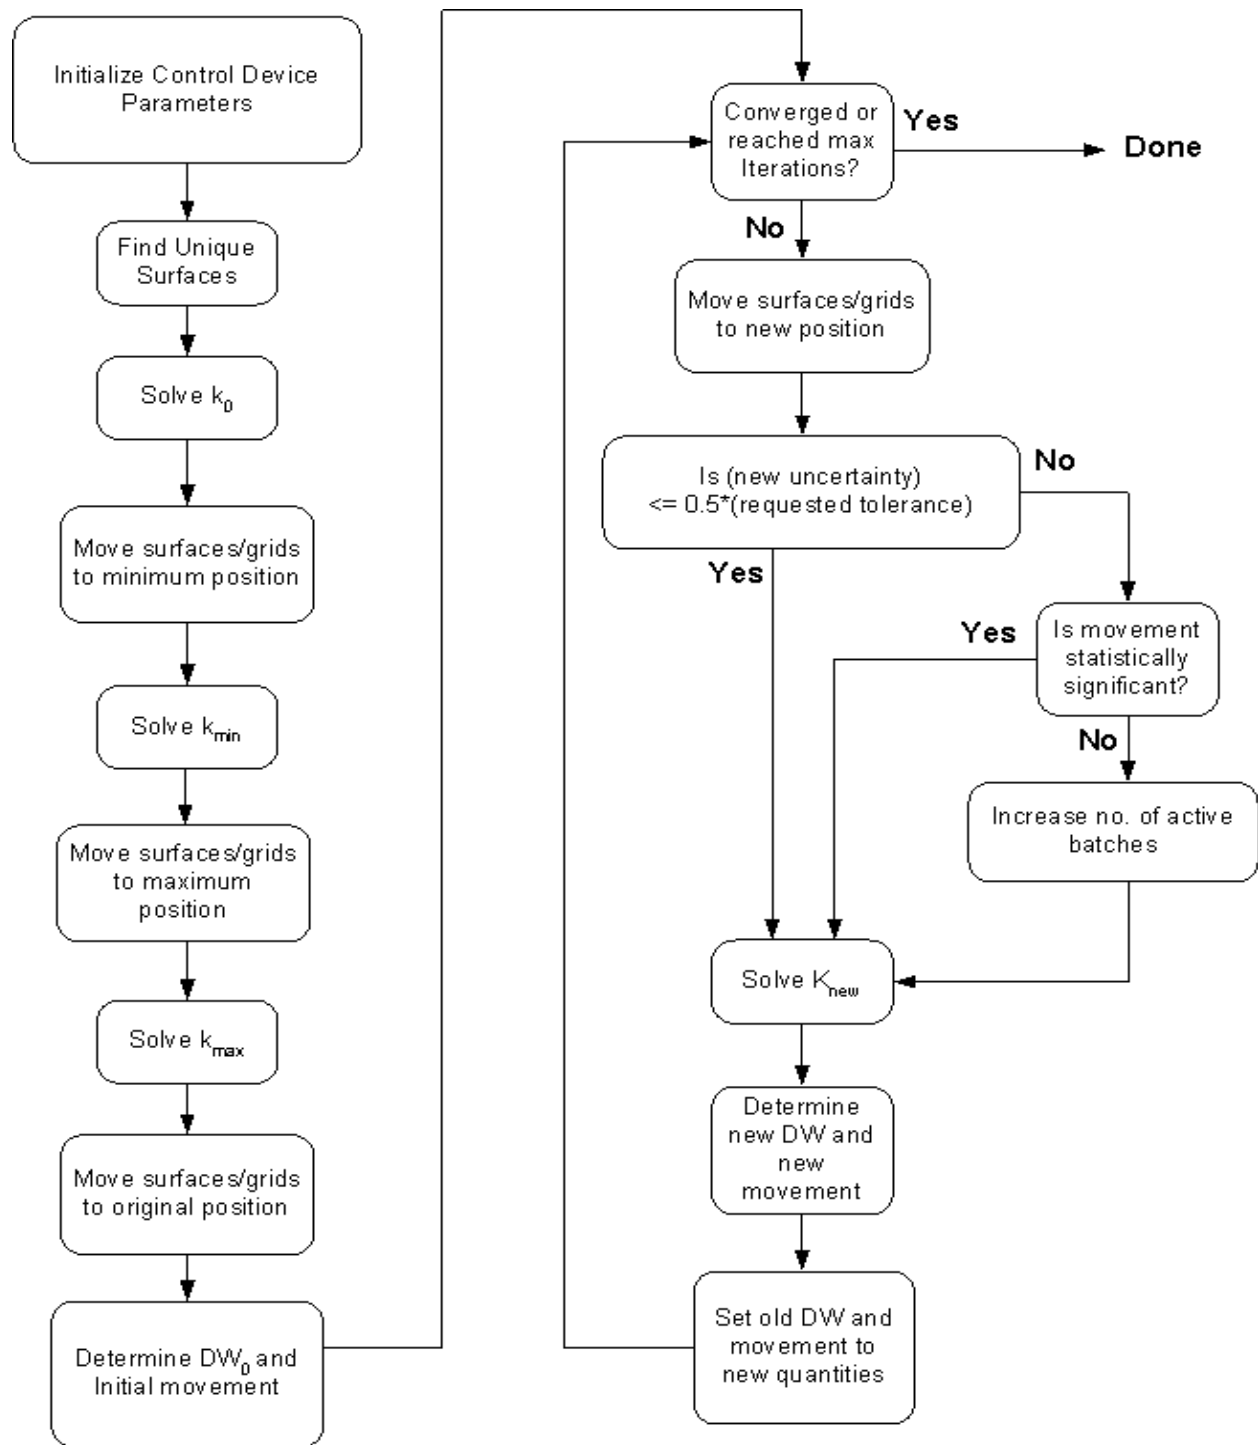 Initialize Control Device
Parameters
Find Unique
Surfaces
Solve k0
Move surfaces/grids
to minimum position
Solve kmin
Move surfaces/grids
to maximum
position
Solve kmax
Move surfaces/grids
to original position
Determine DW0 and
Initial movement
Converged or
reached max
Iterations?
Yes
Done
No
Move surfaces/grids
to new position
Is (new uncertainty)
<= 0.5*(requested tolerance)
No
Yes
Is movement
statistically
significant?
Yes
No
Increase no. of active
batches
Solve Knew
Determine
new DW and
new
movement
Set old DW and
movement to
new quantities